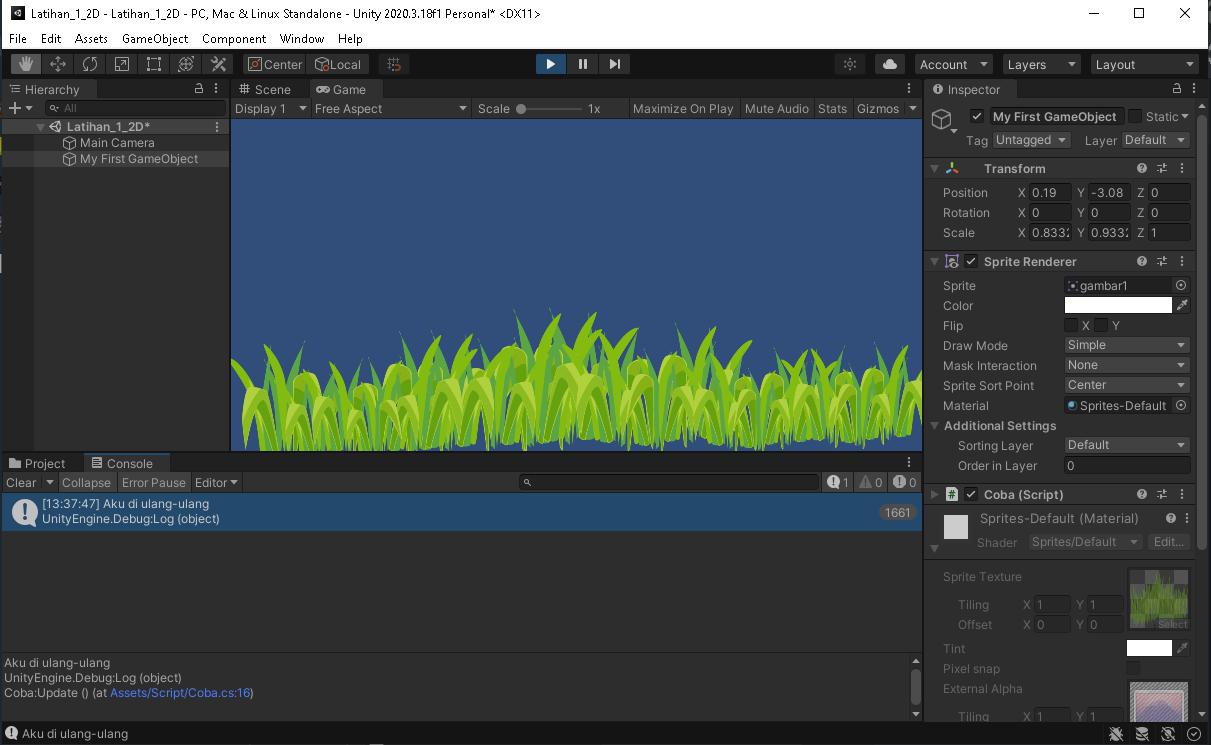 Latihan_1_2D - Latihan_1_2D - PC, Mac & Linux Standalone - Unity 2020.3.18f1 Personal* <DX11>
File Edit Assets GameObject Component Window Help
Center Local Account Layers Layout
Hierarchy Scene Game Inspector
All Display 1 Free Aspect Scale 1x Maximize On Play Mute Audio Stats Gizmos
Latihan_1_2D*
Main Camera
My First GameObject
My First GameObject Static
Tag Untagged Layer Default
Transform
Position X 0.19 Y -3.08 Z 0
Rotation X 0 Y 0 Z 0
Scale X 0.8332 Y 0.9332 Z 1
Sprite Renderer
Sprite gambar1
Color
Flip X Y
Draw Mode Simple
Mask Interaction None
Sprite Sort Point Center
Material Sprites-Default
Additional Settings
Sorting Layer Default
Order in Layer 0
Coba (Script)
Sprites-Default (Material)
Shader Sprites/Default Edit...
Sprite Texture
Tiling X 1 Y 1
Offset X 0 Y 0
Select
Tint
Pixel snap
External Alpha
Tiling X 1 Y 1
Project Console
Clear Collapse Error Pause Editor 1 0 0
[13:37:47] Aku di ulang-ulang
UnityEngine.Debug:Log (object)
1661
Aku di ulang-ulang
UnityEngine.Debug:Log (object)
Coba:Update () (at Assets/Script/Coba.cs:16)
Aku di ulang-ulang